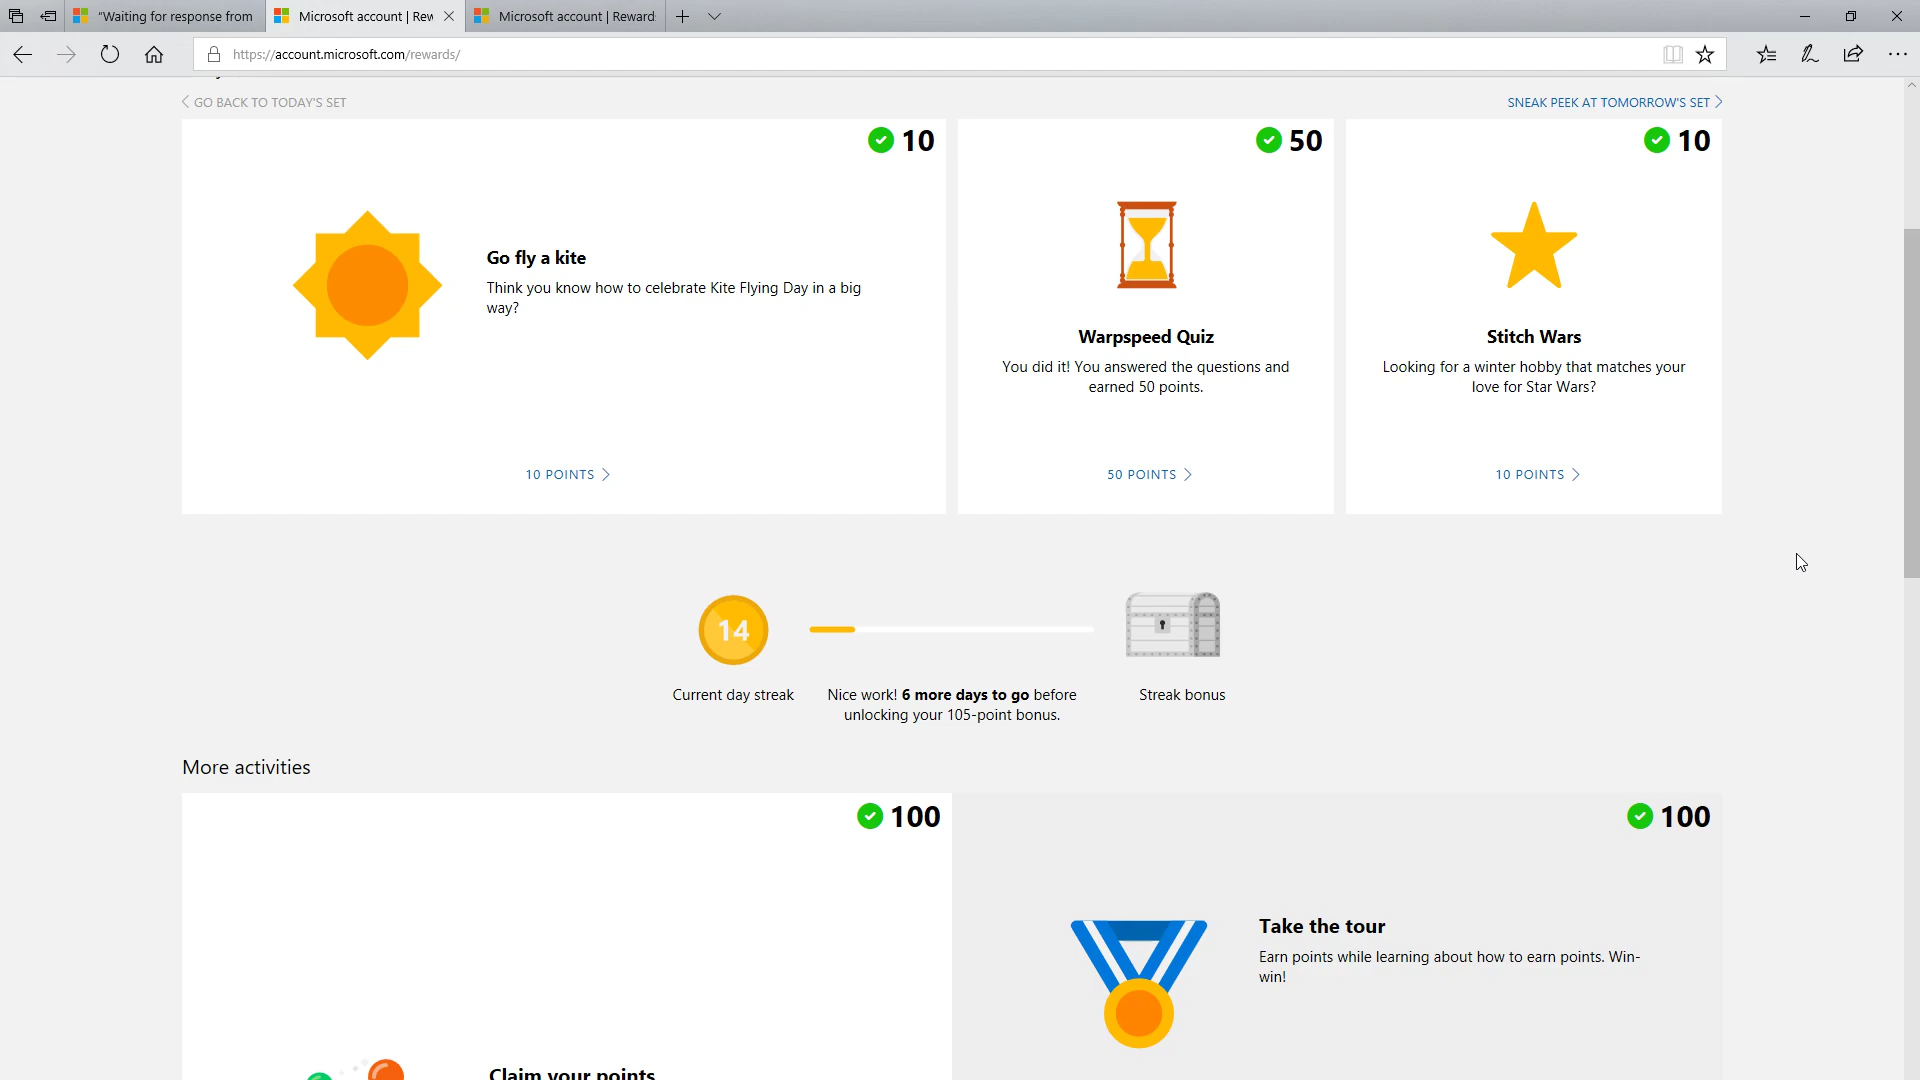 "Waiting for response from
Microsoft account | Rew
Microsoft account | Reward
https://account.microsoft.com/rewards/
GO BACK TO TODAY'S SET
SNEAK PEEK AT TOMORROW'S SET
10
Go fly a kite
Think you know how to celebrate Kite Flying Day in a big
way?
10 POINTS
50
Warpspeed Quiz
You did it! You answered the questions and
earned 50 points.
50 POINTS
10
Stitch Wars
Looking for a winter hobby that matches your
love for Star Wars?
10 POINTS
14
Current day streak
Nice work! 6 more days to go before
unlocking your 105-point bonus.
Streak bonus
More activities
100
Claim your points
100
Take the tour
Earn points while learning about how to earn points. Win-
win!